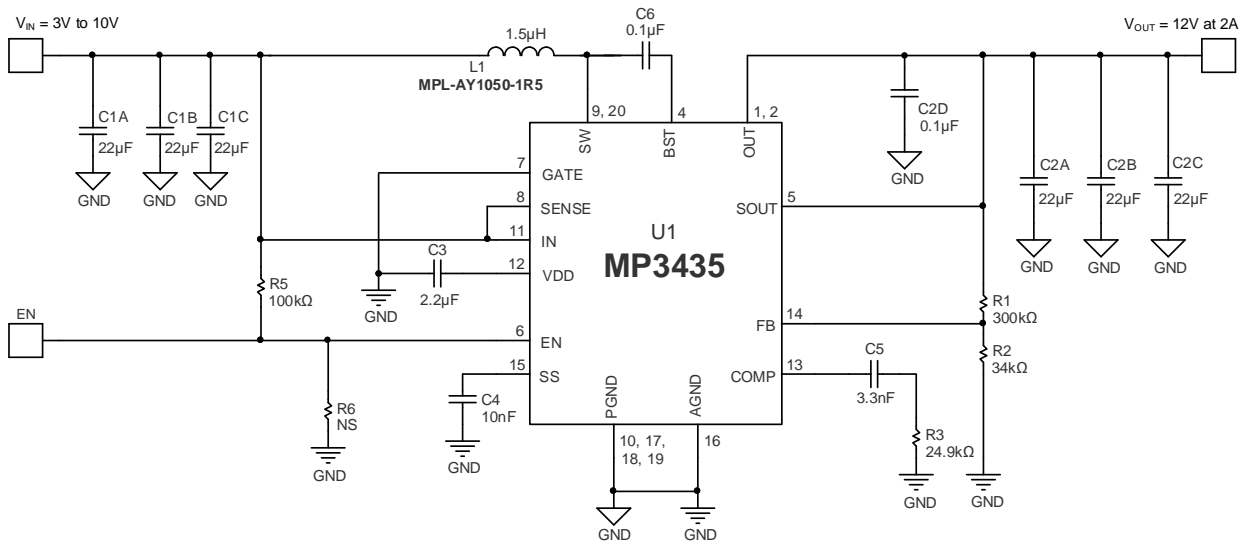 V_IN = 3V to 10V
V_OUT = 12V at 2A
C6
0.1µF
1.5µH
L1
MPL-AY1050-1R5
C1A
22µF
GND
C1B
22µF
GND
C1C
22µF
GND
9, 20
4
1, 2
SW
BST
OUT
C2D
0.1µF
GND
C2A
22µF
GND
C2B
22µF
GND
C2C
22µF
GND
7
GATE
8
SENSE
11
IN
12
VDD
C3
2.2µF
GND
5
SOUT
U1
MP3435
R5
100kΩ
EN
6
EN
15
SS
C4
10nF
GND
R6
NS
GND
14
FB
R1
300kΩ
R2
34kΩ
GND
13
COMP
C5
3.3nF
R3
24.9kΩ
GND
PGND
AGND
10, 17,
18, 19
16
GND
GND